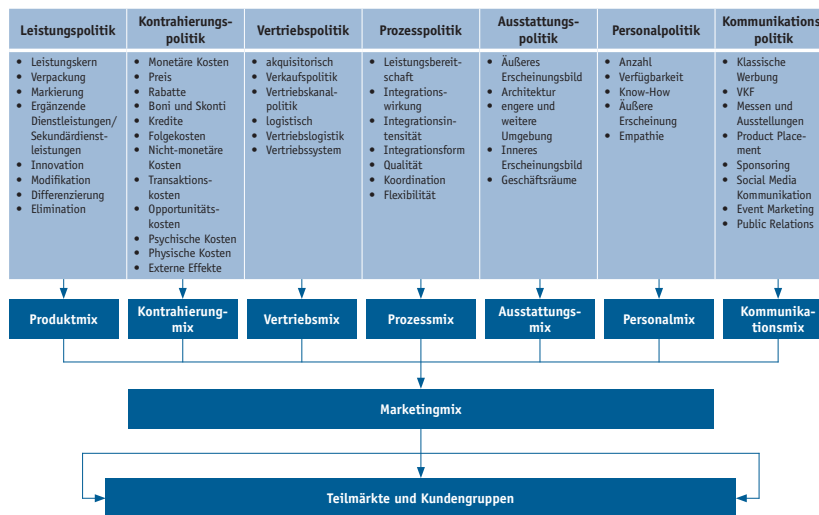 Leistungspolitik
Kontrahierungs-
politik
Vertriebspolitik
Prozesspolitik
Ausstattungs-
politik
Personalpolitik
Kommunikations
politik
• Leistungskern
• Verpackung
• Markierung
• Ergänzende
Dienstleistungen/
Sekundärdienst-
leistungen
• Innovation
• Modifikation
• Differenzierung
• Elimination
• Monetäre Kosten
• Preis
• Rabatte
• Boni und Skonti
• Kredite
• Folgekosten
• Nicht-monetäre
Kosten
• Transaktions-
kosten
• Opportunitäts-
kosten
• Psychische Kosten
• Physische Kosten
• Externe Effekte
• akquisitorisch
• Verkaufspolitik
• Vertriebskanal-
politik
• logistisch
• Vertriebslogistik
• Vertriebssystem
• Leistungsbereit-
schaft
• Integrations-
wirkung
• Integrationsin-
tensität
• Integrationsform
• Qualität
• Koordination
• Flexibilität
• Äußeres
Erscheinungsbild
• Architektur
• engere und
weitere
Umgebung
• Inneres
Erscheinungsbild
• Geschäftsräume
• Anzahl
• Verfügbarkeit
• Know-How
• Äußere
Erscheinung
• Empathie
• Klassische
Werbung
• VKF
• Messen und
Ausstellungen
• Product Place-
ment
• Sponsoring
• Social Media
Kommunikation
• Event Marketing
• Public Relations
Produktmix
Kontrahierung-
mix
Vertriebsmix
Prozessmix
Ausstattungs-
mix
Personalmix
Kommunika-
tionsmix
Marketingmix
Teilmärkte und Kundengruppen